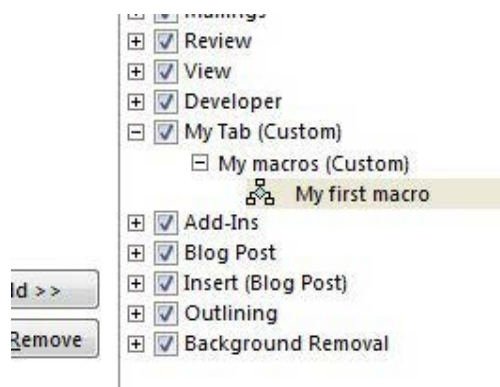 Review
View
Developer
My Tab (Custom)
My macros (Custom)
My first macro
Add-Ins
Blog Post
Insert (Blog Post)
ld >>
Outlining
Remove
Background Removal